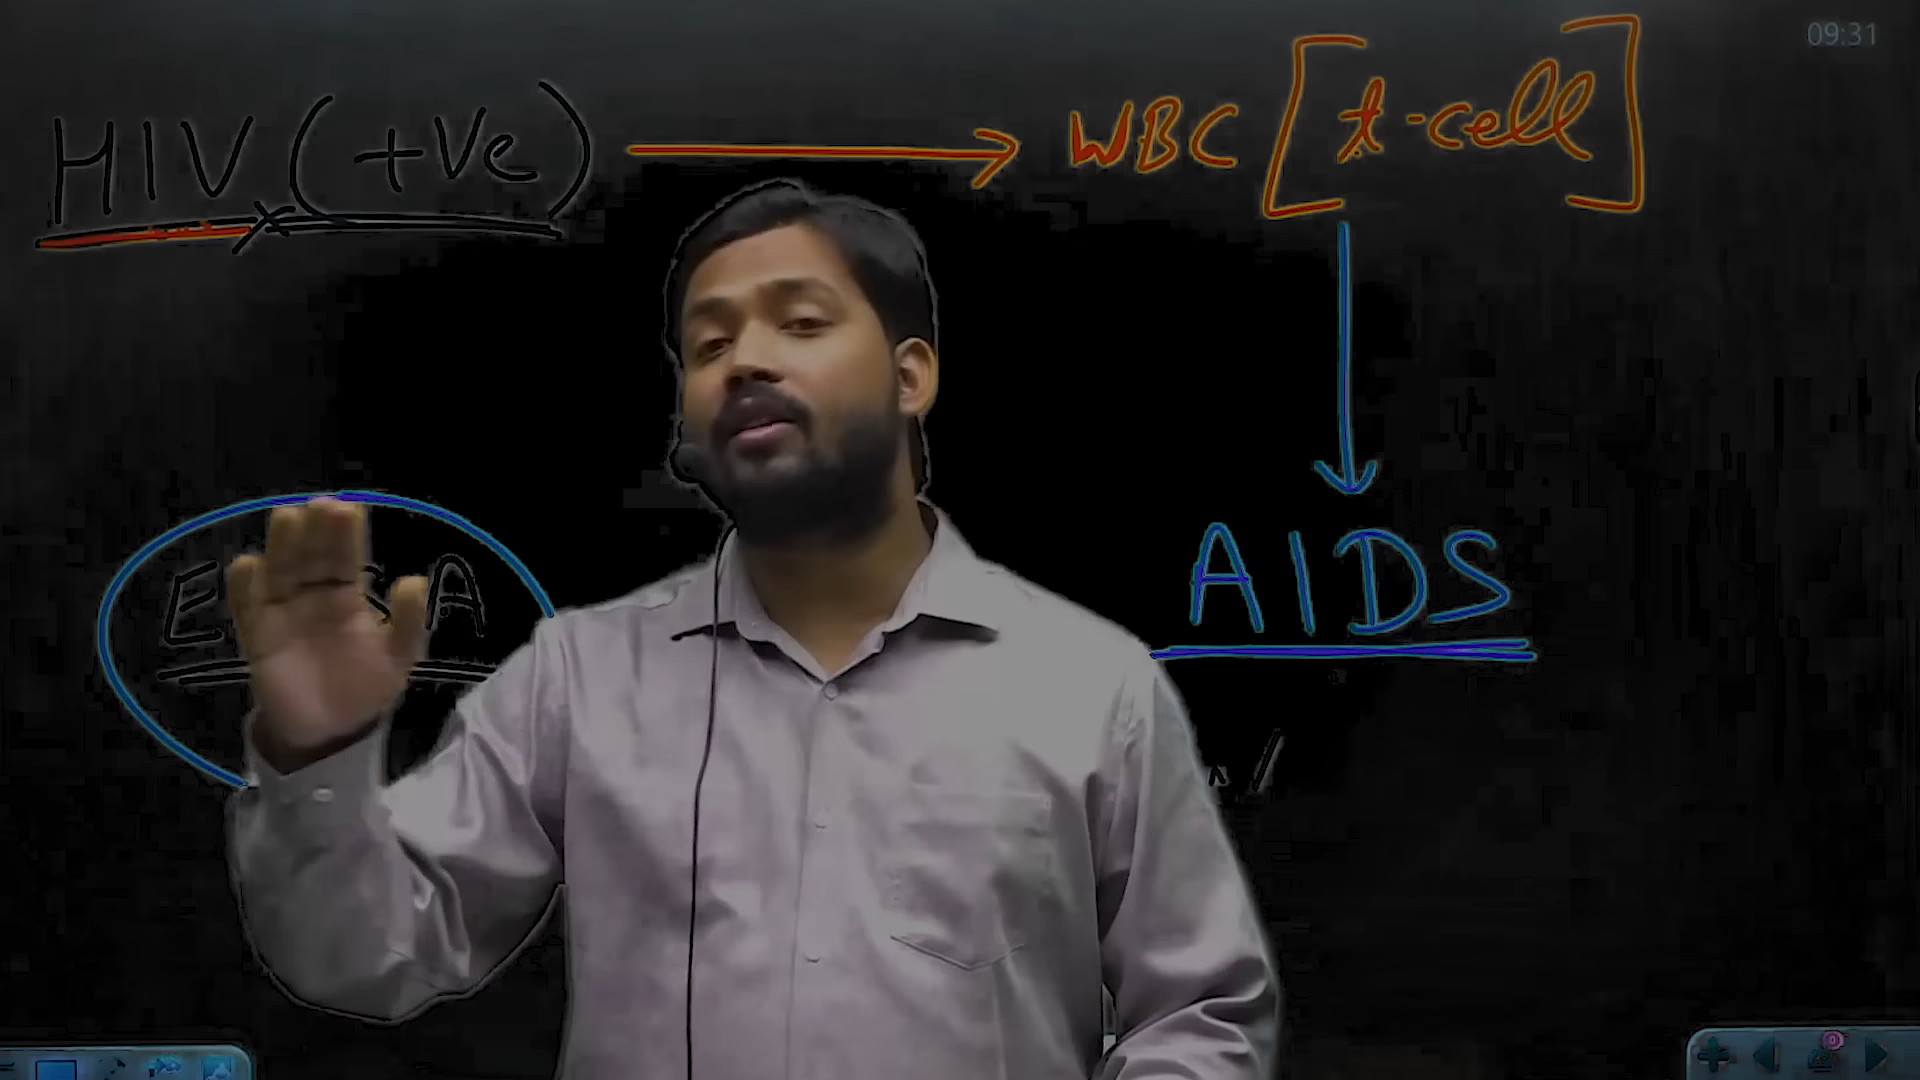 09:31
HIV (+Ve) → WBC [t-cell]
AIDS